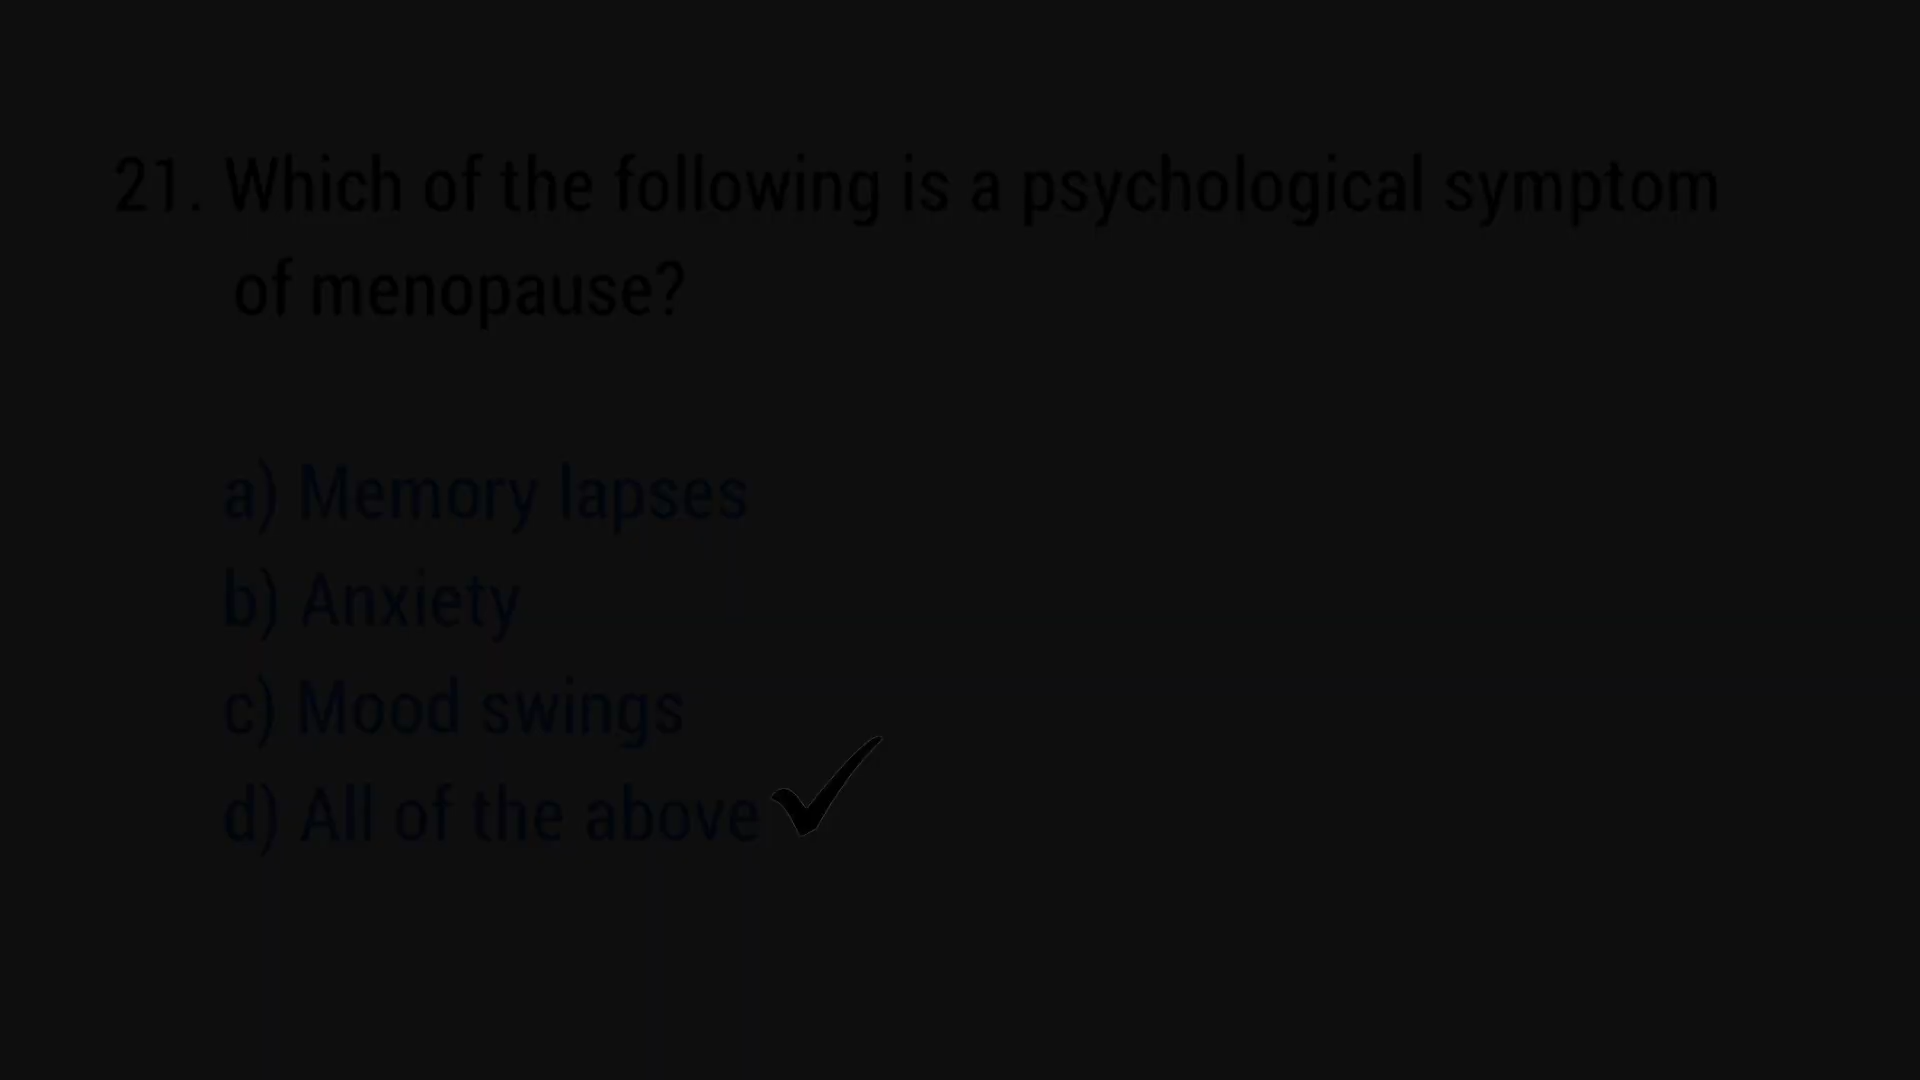 21. Which of the following is a psychological symptom
of menopause?
a) Memory lapses
b) Anxiety
c) Mood swings
d) All of the above